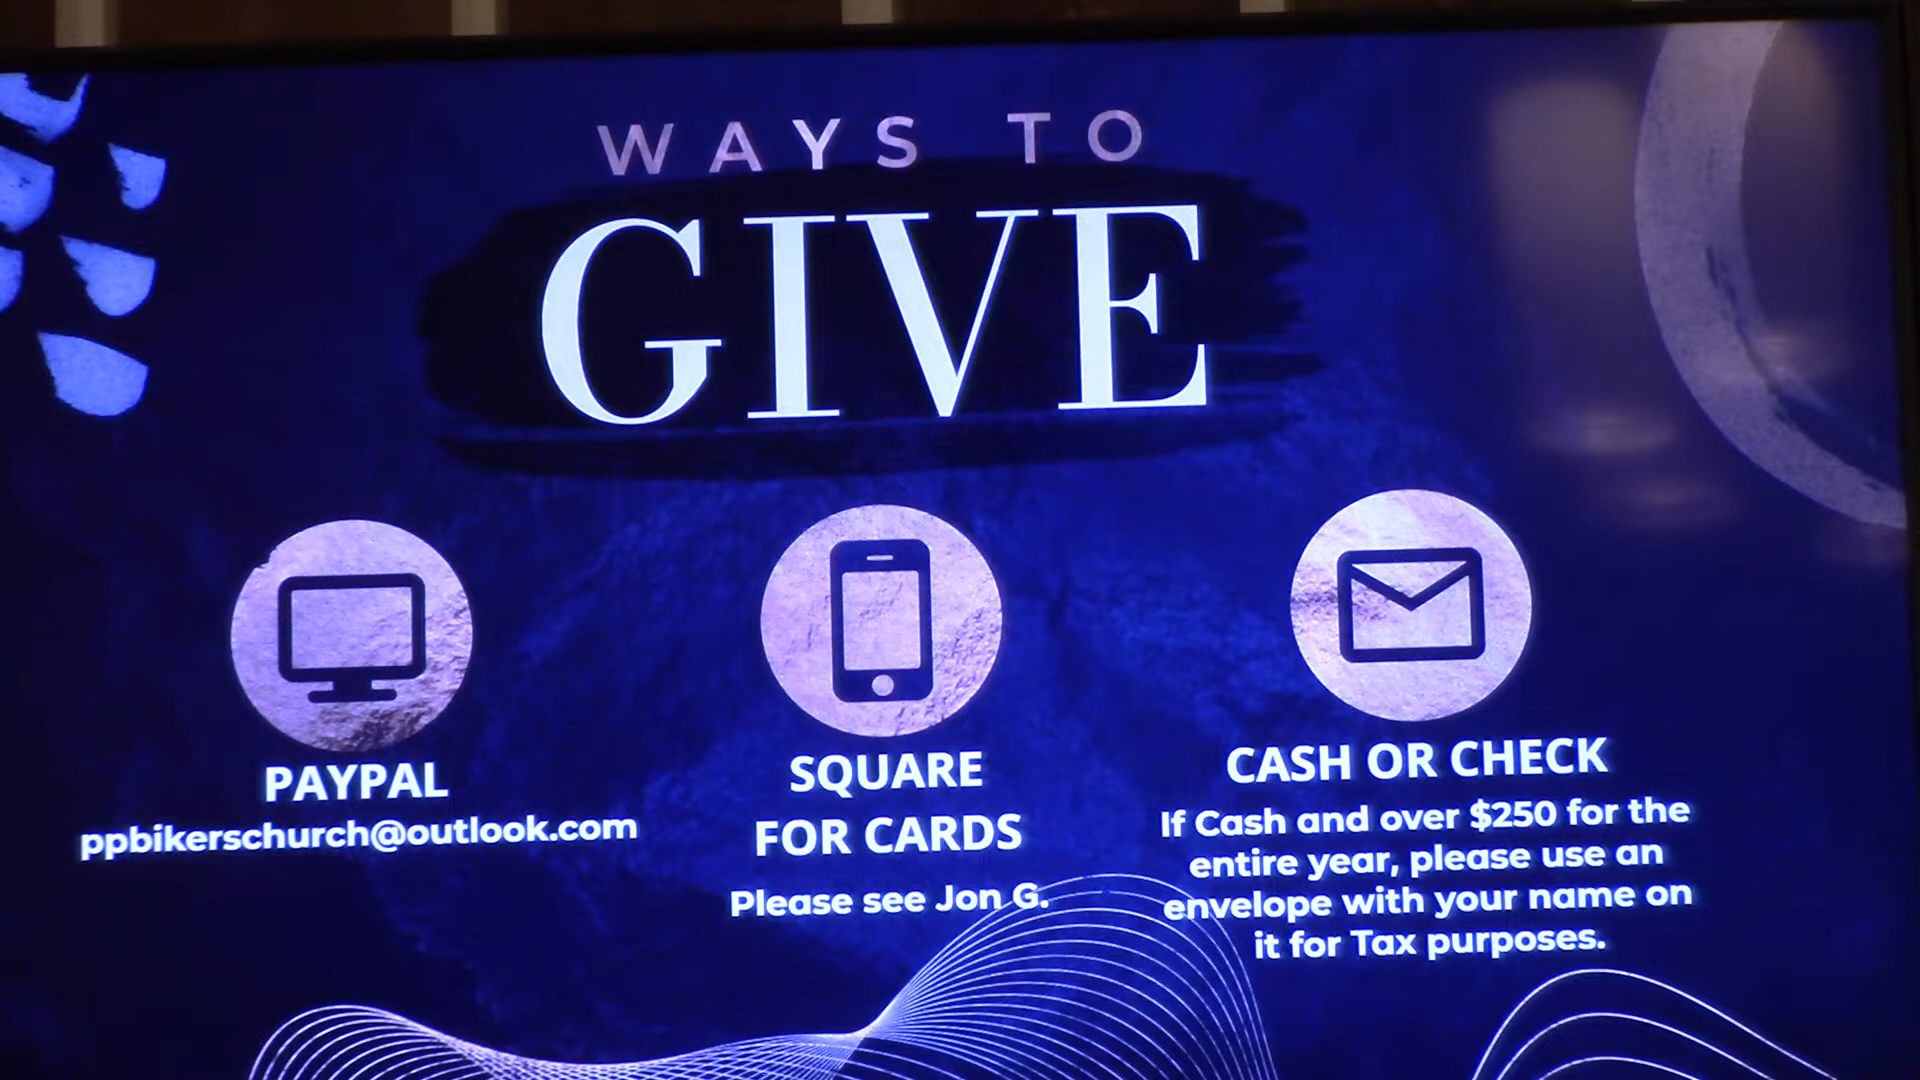 WAYS TO
GIVE
PAYPAL
ppbikerschurch@outlook.com
SQUARE
FOR CARDS
Please see Jon G.
CASH OR CHECK
If Cash and over $250 for the
entire year, please use an
envelope with your name on
it for Tax purposes.